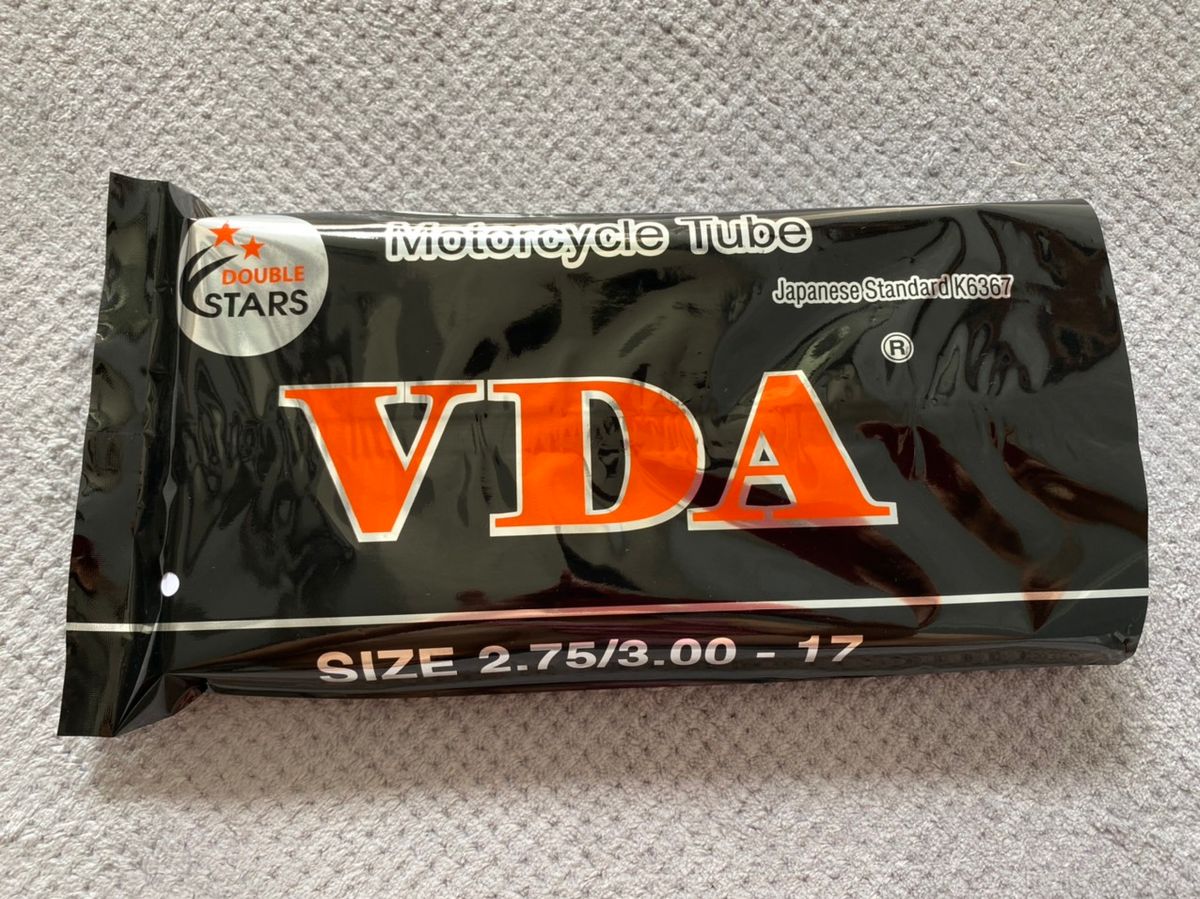 DOUBLE
STARS
Motorcycle Tube
Japanese Standard K6367
®
VDA
SIZE 2.75/3.00 - 17